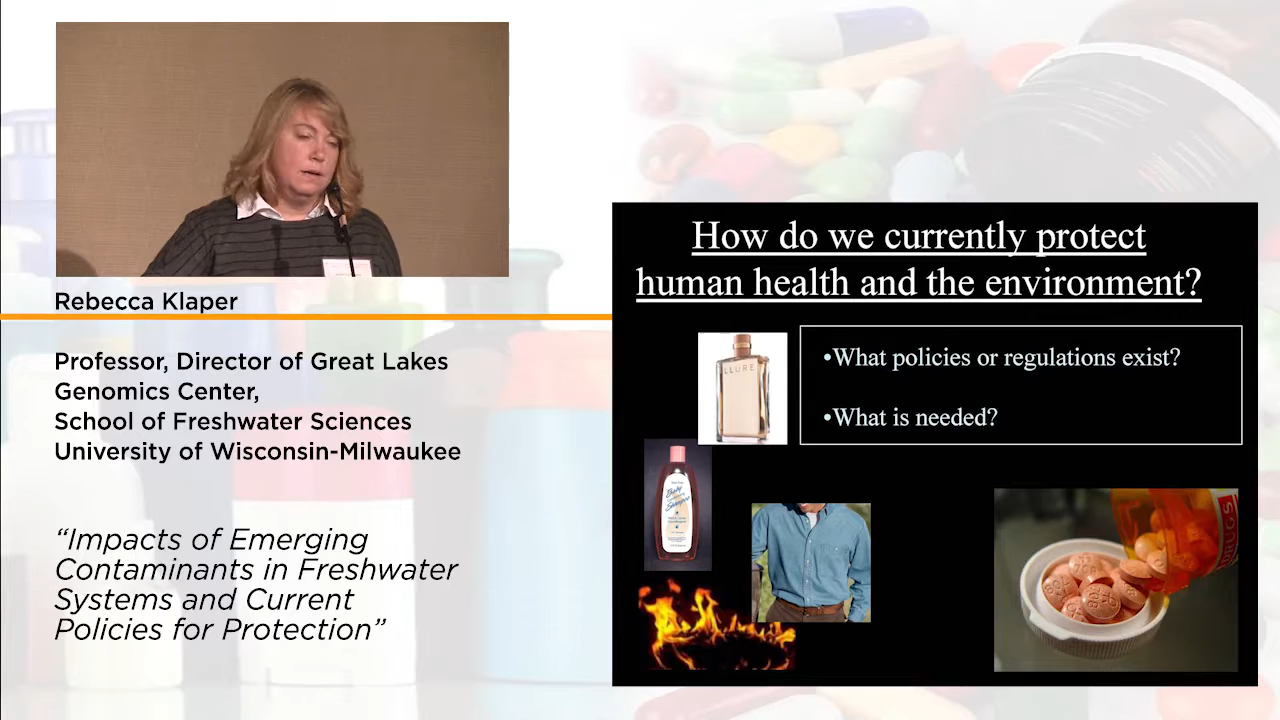 Rebecca Klaper
Professor, Director of Great Lakes
Genomics Center,
School of Freshwater Sciences
University of Wisconsin-Milwaukee
“Impacts of Emerging
Contaminants in Freshwater
Systems and Current
Policies for Protection”
How do we currently protect
human health and the environment?
•What policies or regulations exist?
•What is needed?
ALLURE
Baby
DRUGS